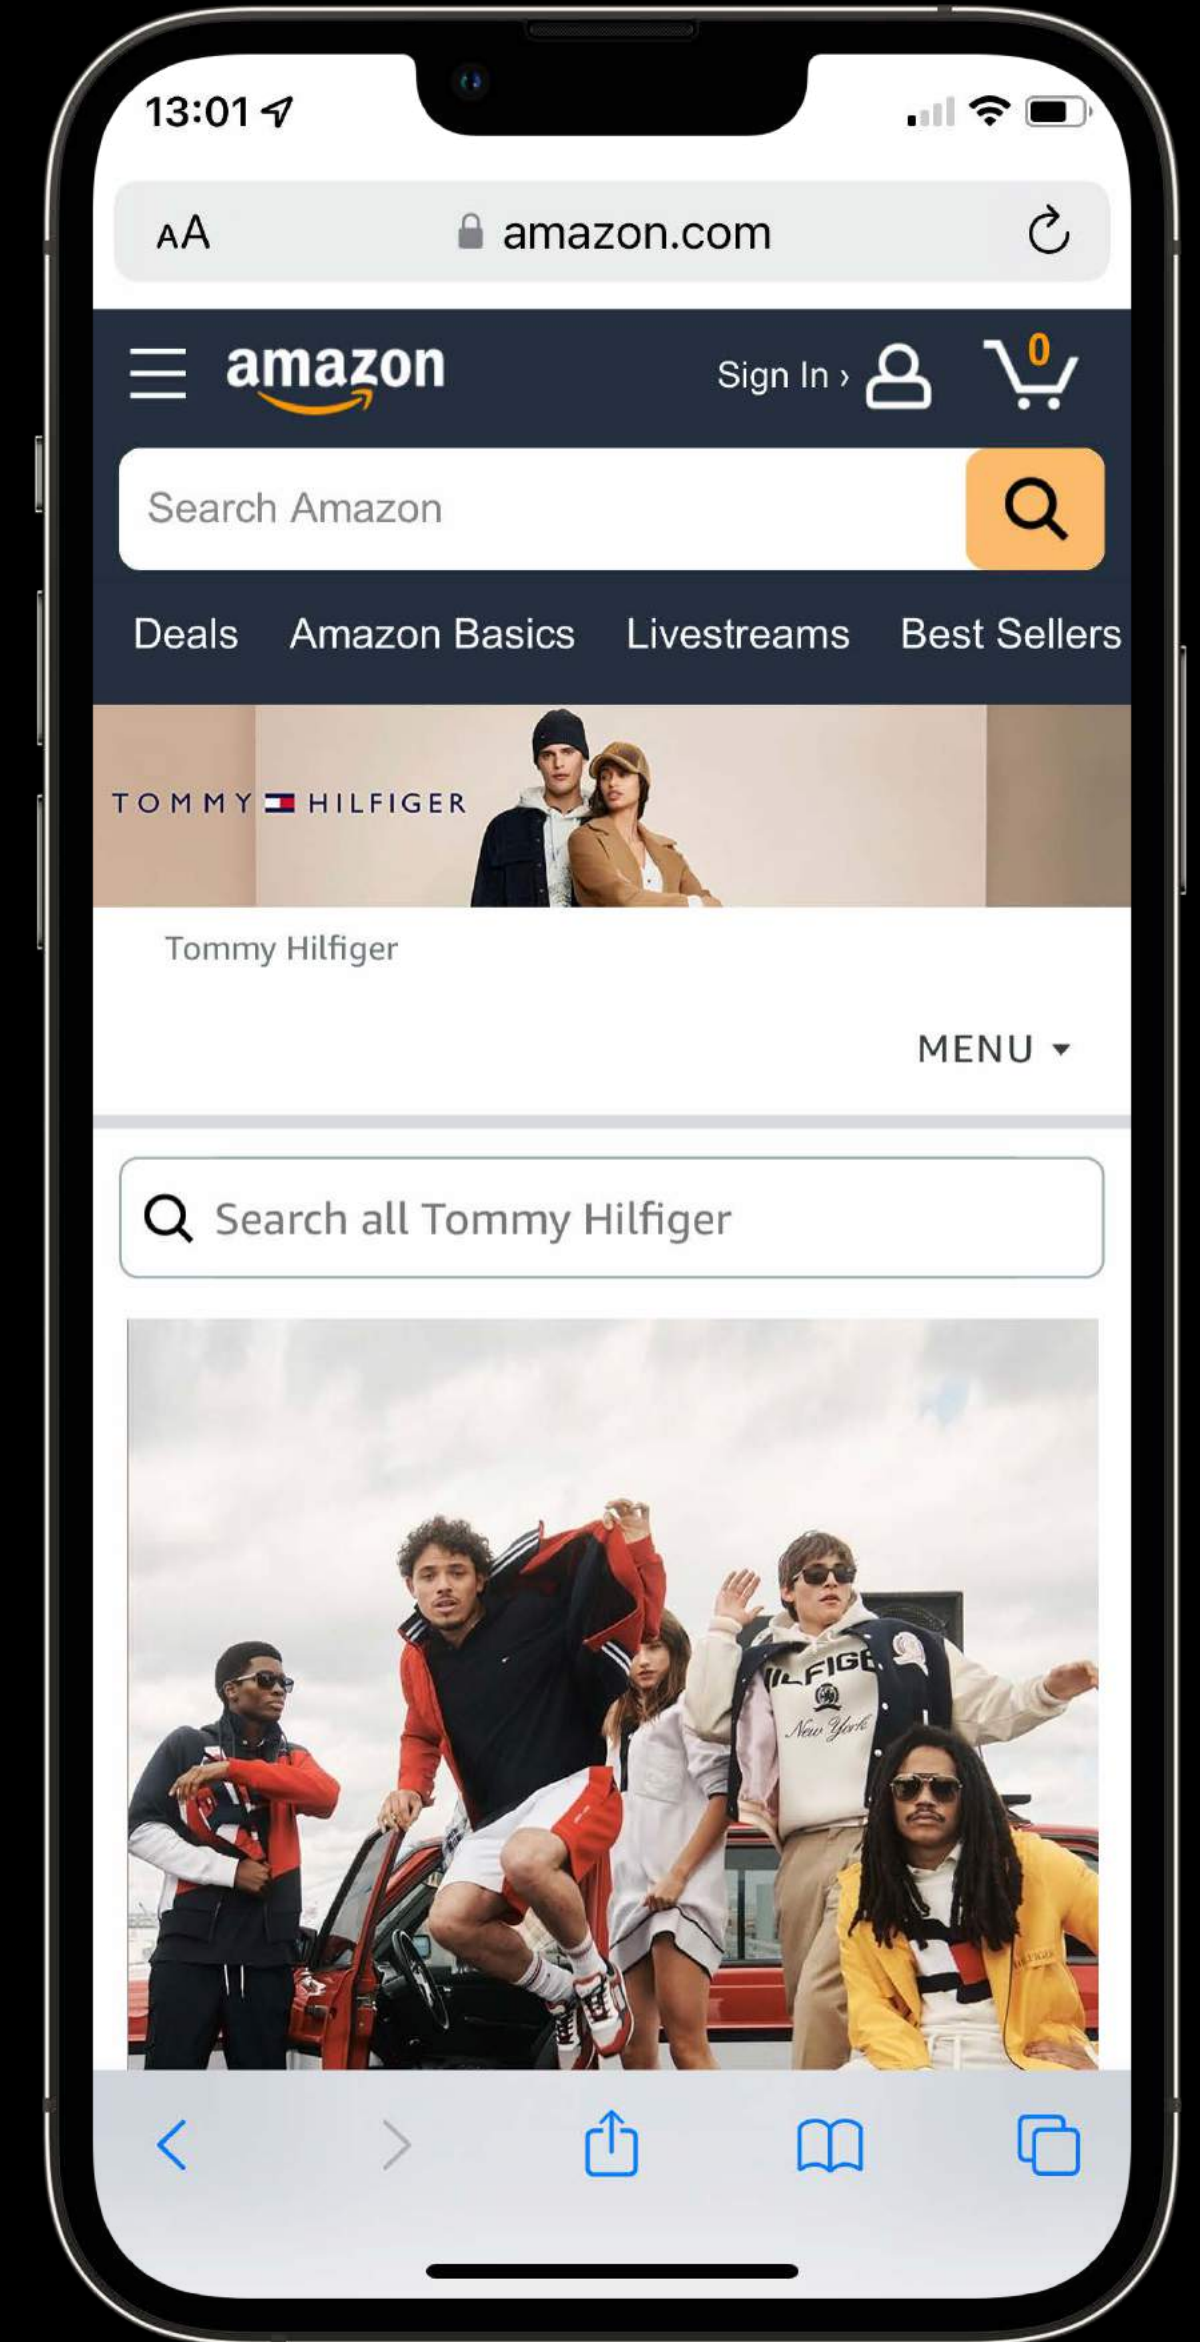 13:01
AA amazon.com
amazon Sign In › 0
Search Amazon
Deals Amazon Basics Livestreams Best Sellers
TOMMY HILFIGER
Tommy Hilfiger
MENU
Search all Tommy Hilfiger
HILFIGE
New York